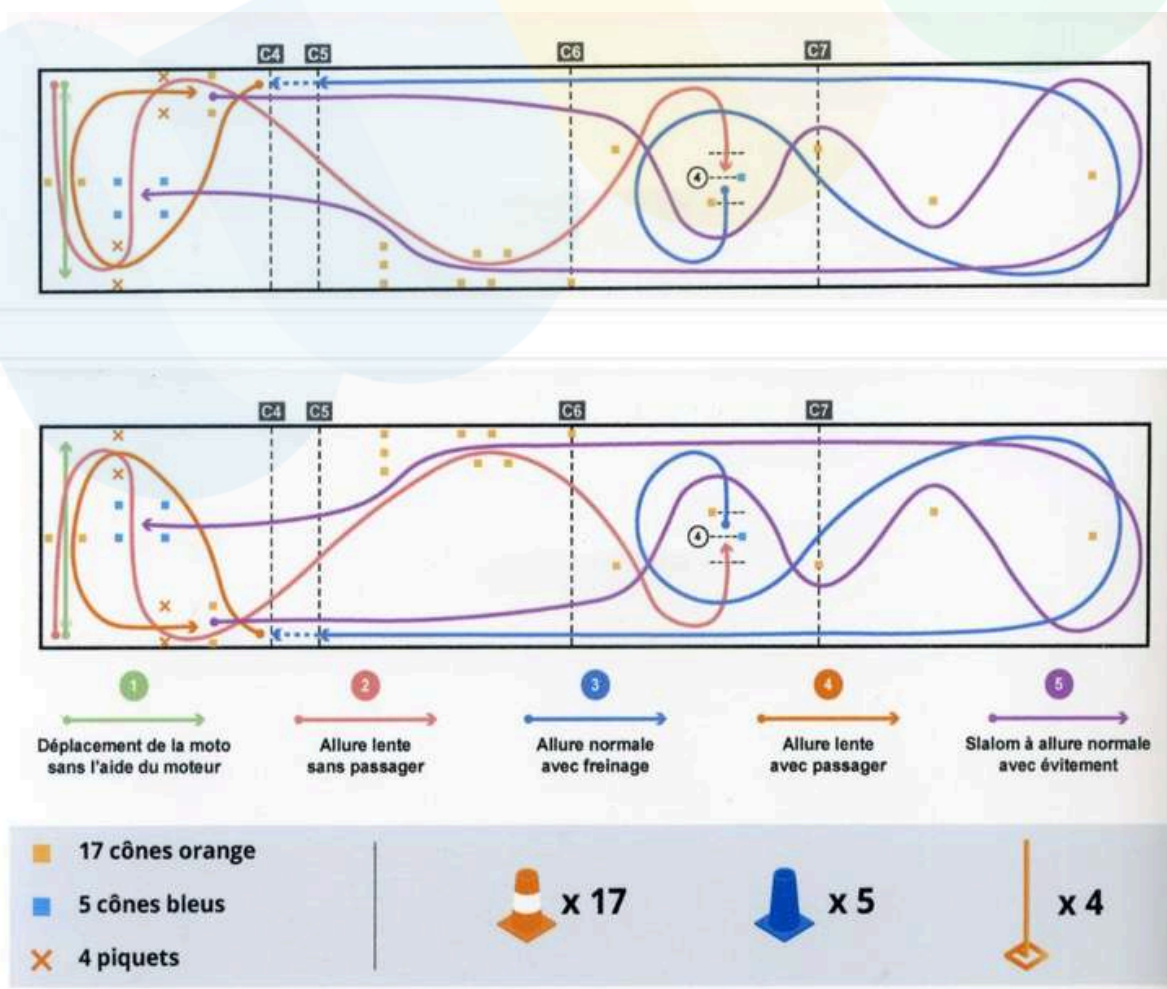 C4 C5 C6 C7
4
C4 C5 C6 C7
4
1 2 3 4 5
Déplacement de la moto
sans l'aide du moteur
Allure lente
sans passager
Allure normale
avec freinage
Allure lente
avec passager
Slalom à allure normale
avec évitement
17 cônes orange
5 cônes bleus
4 piquets
x 17
x 5
x 4